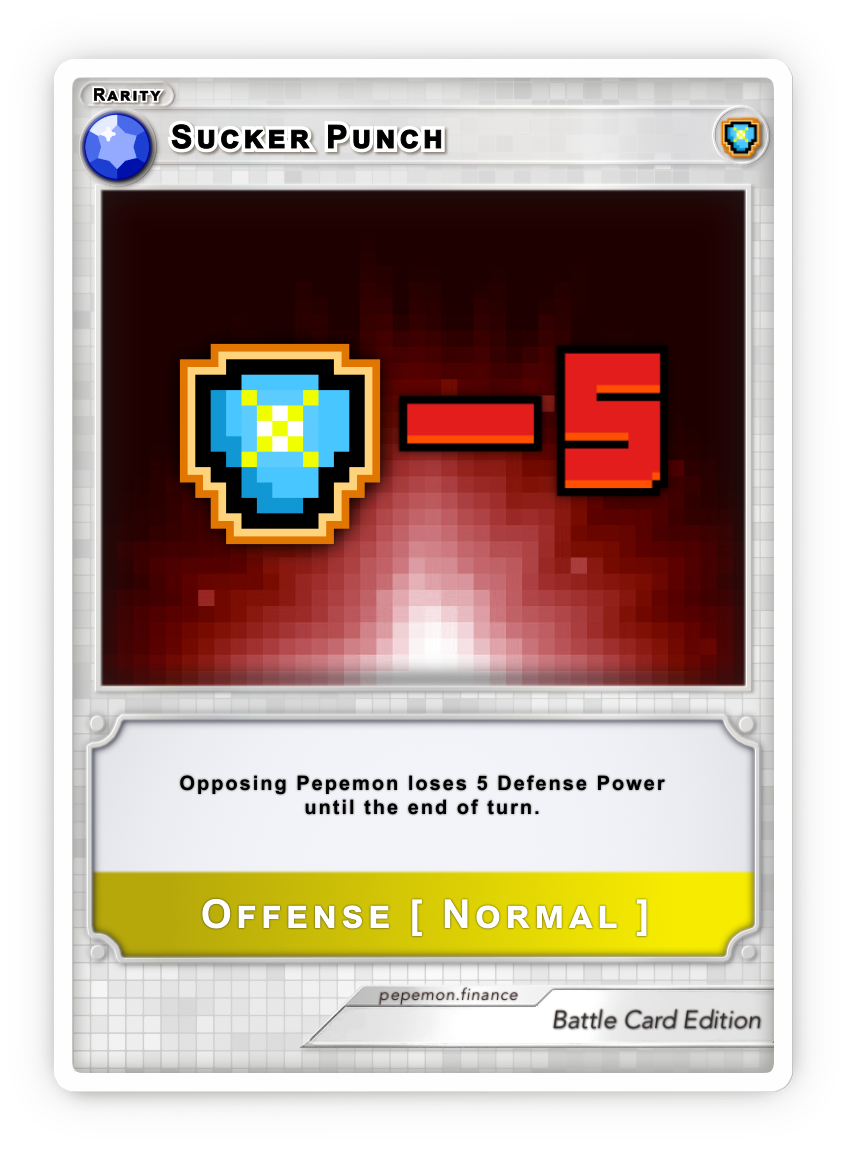 Rarity
Sucker Punch
-5
Opposing Pepemon loses 5 Defense Power
until the end of turn.
Offense [ Normal ]
pepemon.finance
Battle Card Edition